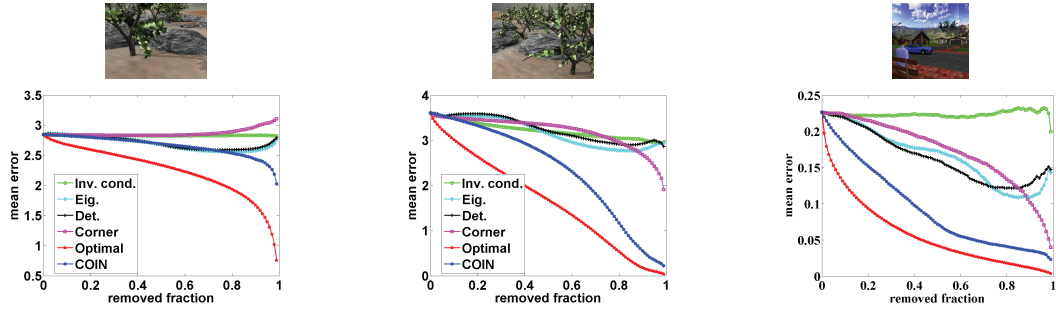 3.5
3
2.5
2
1.5
1
0.5
mean error
Inv. cond.
Eig.
Det.
Corner
Optimal
COIN
0 0.2 0.4 0.6 0.8 1
removed fraction
4
3
2
1
0
mean error
Inv. cond.
Eig.
Det.
Corner
Optimal
COIN
0 0.2 0.4 0.6 0.8 1
removed fraction
0.25
0.2
0.15
0.1
0.05
0
mean error
0 0.2 0.4 0.6 0.8 1
removed fraction